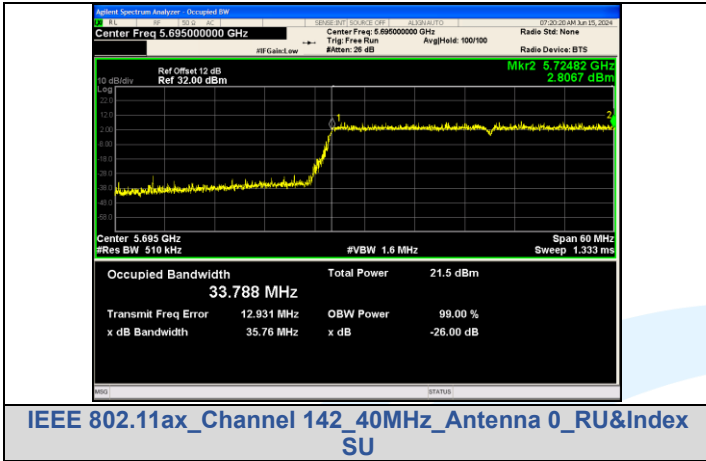 Agilent Spectrum Analyzer - Occupied BW
RL RF 50 Ω AC SENSE:INT SOURCE OFF ALIGN AUTO 07:20:20 AM Jun 15, 2024
Center Freq 5.695000000 GHz Center Freq: 5.695000000 GHz Radio Std: None
Trig: Free Run Avg|Hold: 100/100
#IFGain:Low #Atten: 26 dB Radio Device: BTS
Mkr2 5.72482 GHz
Ref Offset 12 dB
10 dB/div Ref 32.00 dBm 2.8067 dBm
Log
22.0
12.0
1
2
2.00
-8.00
-18.0
-28.0
-38.0
-48.0
-58.0
Center 5.695 GHz Span 60 MHz
#Res BW 510 kHz #VBW 1.6 MHz Sweep 1.333 ms
Occupied Bandwidth Total Power 21.5 dBm
33.788 MHz
Transmit Freq Error 12.931 MHz OBW Power 99.00 %
x dB Bandwidth 35.76 MHz x dB -26.00 dB
MSG STATUS
IEEE 802.11ax_Channel 142_40MHz_Antenna 0_RU&Index
SU